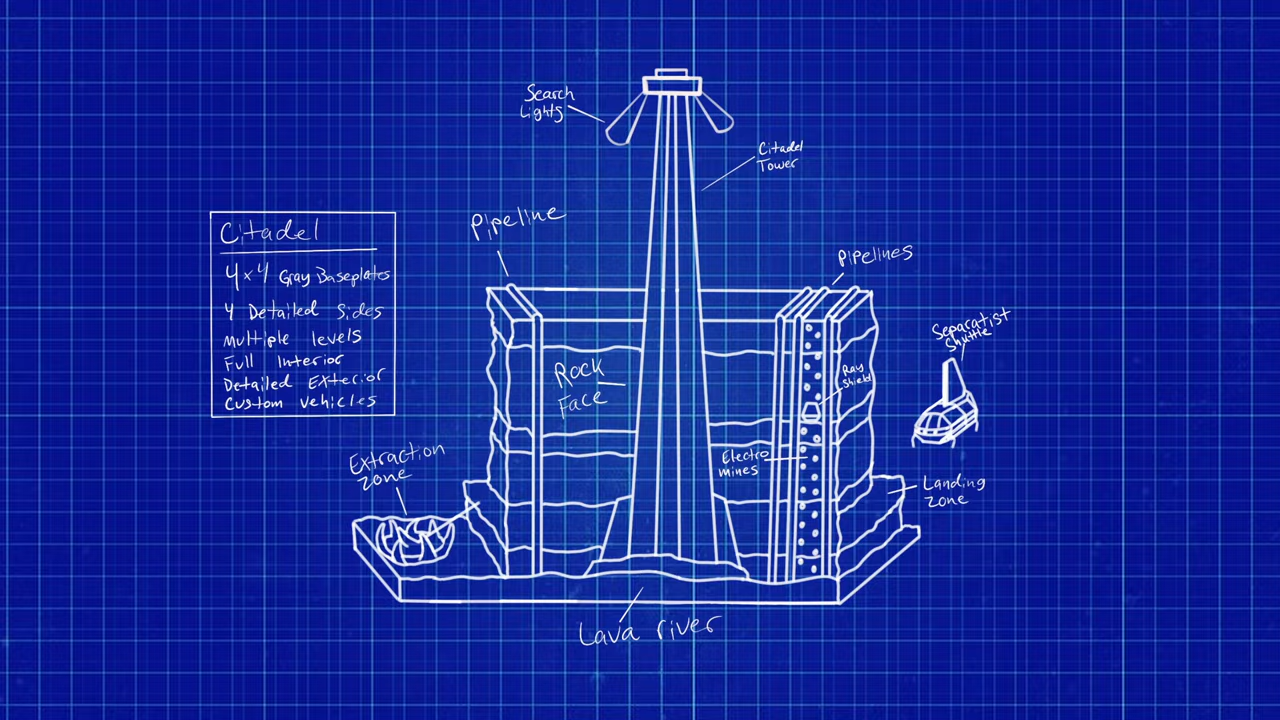 Search
Lights
Citadel
Tower
Pipeline
Pipelines
Citadel
4x4 Gray Baseplates
4 Detailed Sides
Multiple levels
Full Interior
Detailed Exterior
Custom vehicles
Separatist
Shuttle
Rock
Face
Ray
Shield
Electro
mines
Extraction
zone
Landing
zone
Lava river